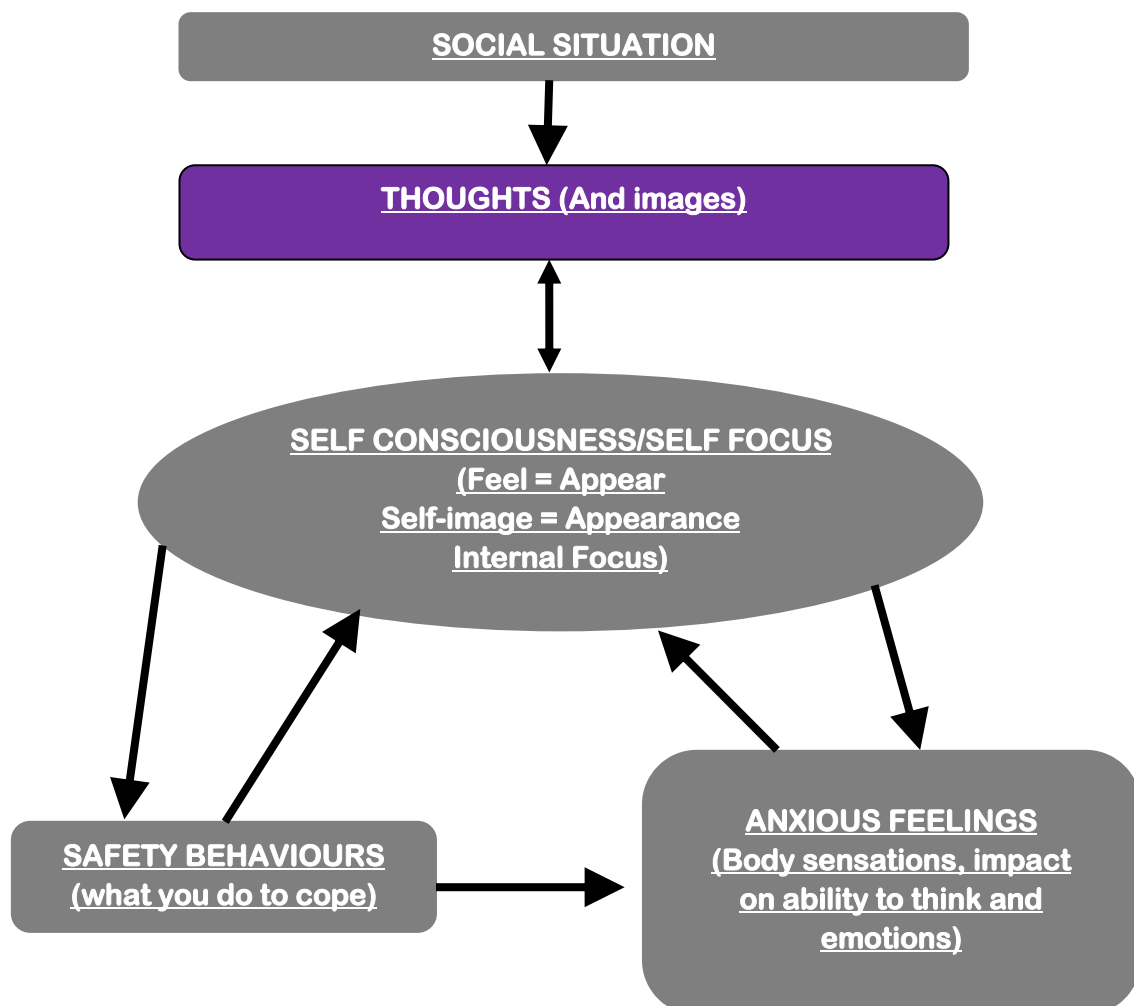 SOCIAL SITUATION
THOUGHTS (And images)
SELF CONSCIOUSNESS/SELF FOCUS
(Feel = Appear
Self-image = Appearance
Internal Focus)
SAFETY BEHAVIOURS
(what you do to cope)
ANXIOUS FEELINGS
(Body sensations, impact
on ability to think and
emotions)